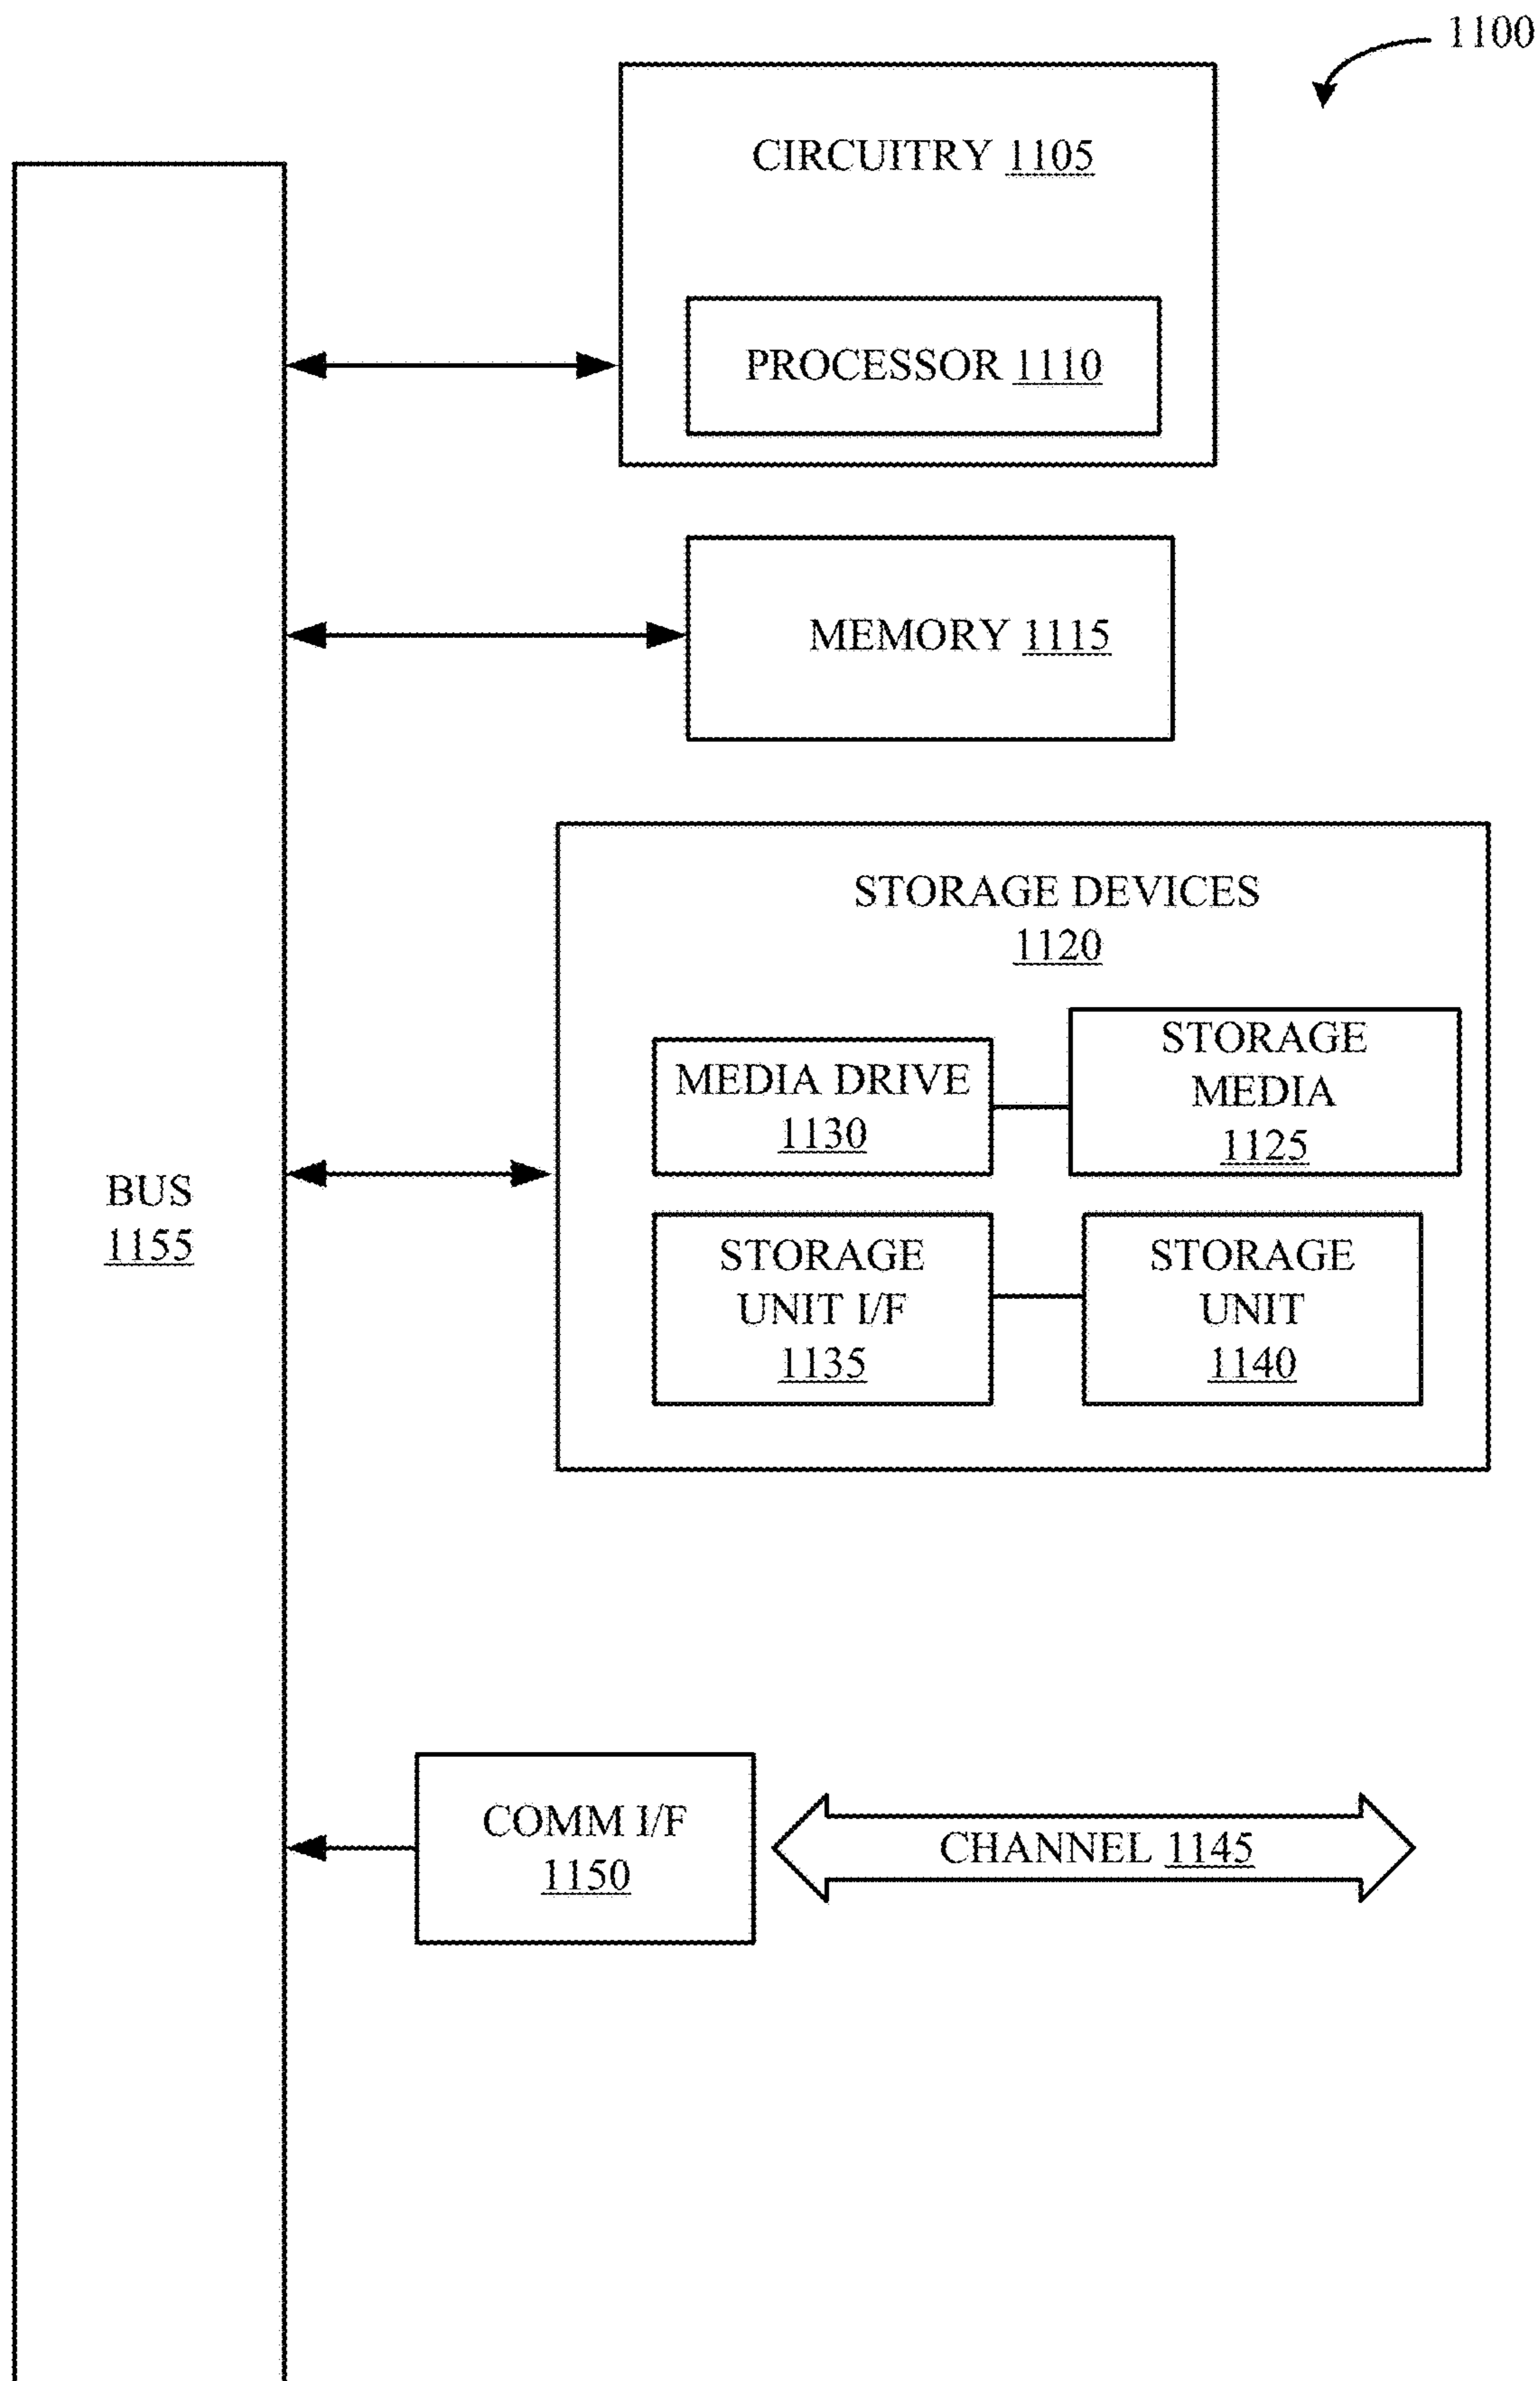 1100
CIRCUITRY 1105
PROCESSOR 1110
MEMORY 1115
STORAGE DEVICES
1120
MEDIA DRIVE
1130
STORAGE
MEDIA
1125
STORAGE
UNIT I/F
1135
STORAGE
UNIT
1140
BUS
1155
COMM I/F
1150
CHANNEL 1145